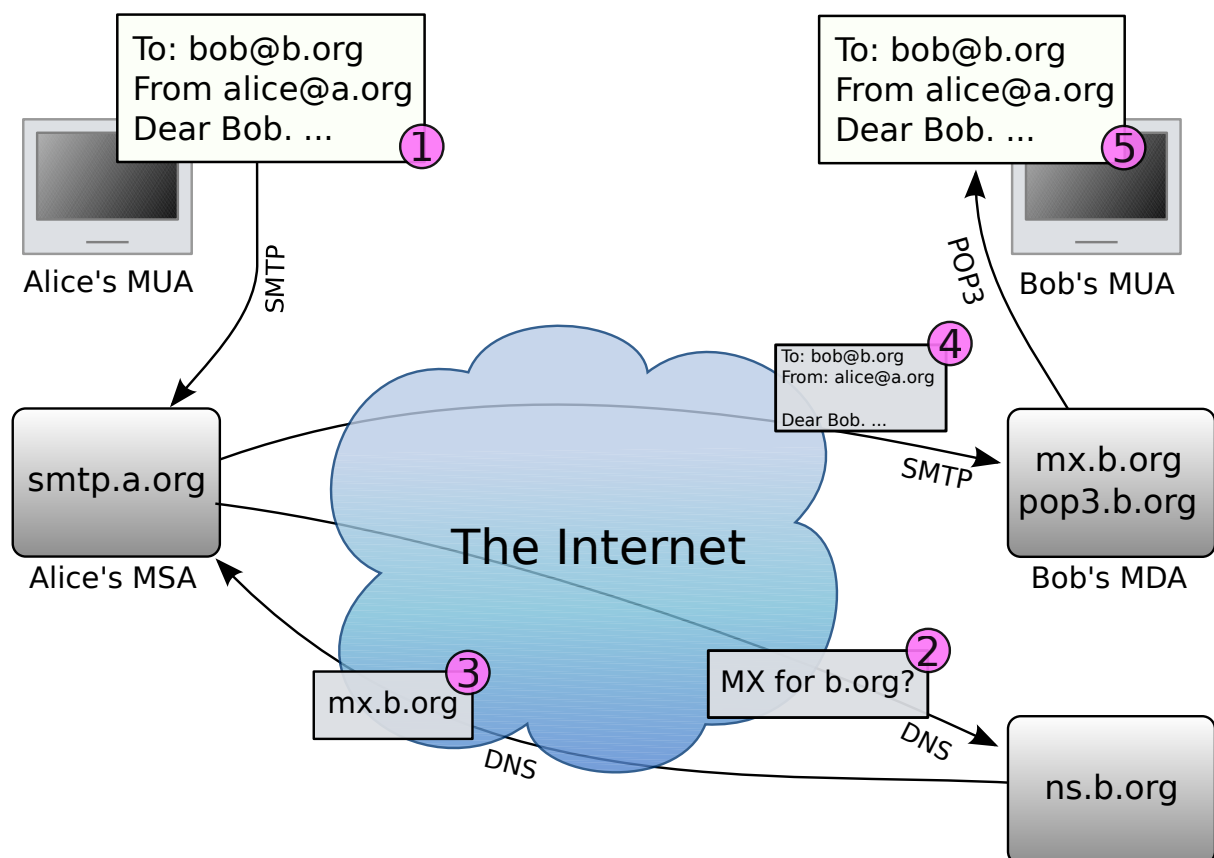 To: bob@b.org
From alice@a.org
Dear Bob. ...
1
Alice's MUA
SMTP
To: bob@b.org
From alice@a.org
Dear Bob. ...
5
Bob's MUA
POP3
To: bob@b.org
From: alice@a.org
Dear Bob. ...
4
SMTP
smtp.a.org
Alice's MSA
The Internet
mx.b.org
pop3.b.org
Bob's MDA
MX for b.org?
2
DNS
mx.b.org
3
DNS
ns.b.org